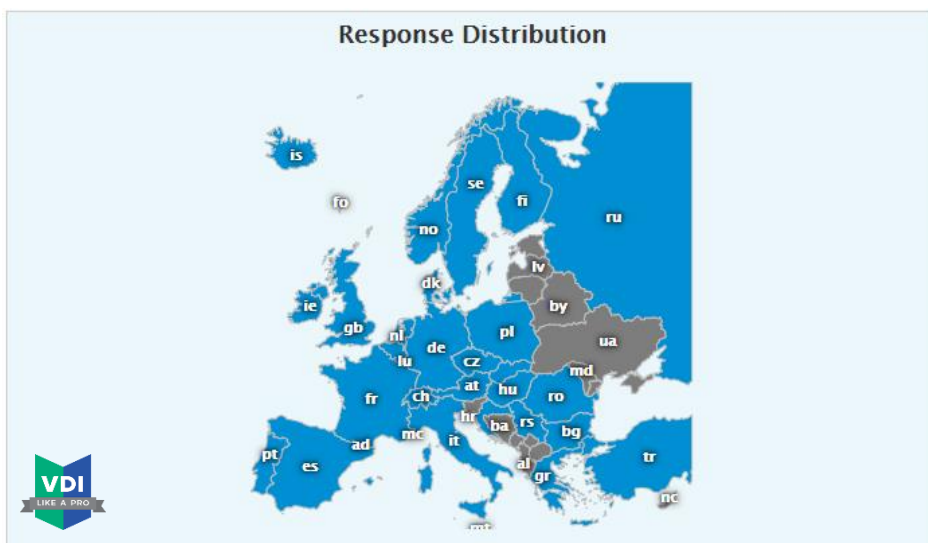 Response Distribution
is
se
fi
fo
no
ru
lv
dk
by
ie
gb
nl
pl
ua
de
lu
cz
md
at
hu
ro
fr
ch
hr
ba
rs
mc
it
bg
ad
pt
es
al
gr
tr
nc
mt
VDI
LIKE A PRO